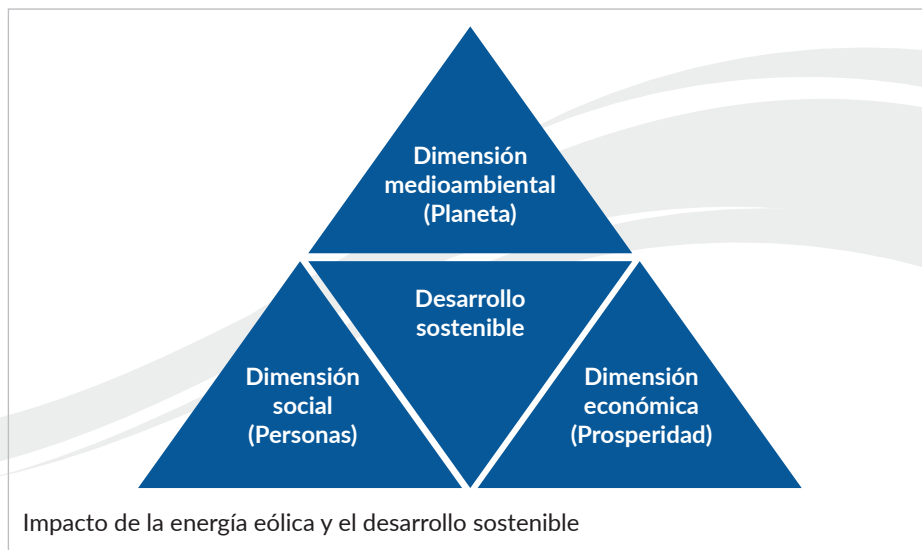 Dimensión
medioambiental
(Planeta)
Desarrollo
sostenible
Dimensión
social
(Personas)
Dimensión
económica
(Prosperidad)
Impacto de la energía eólica y el desarrollo sostenible